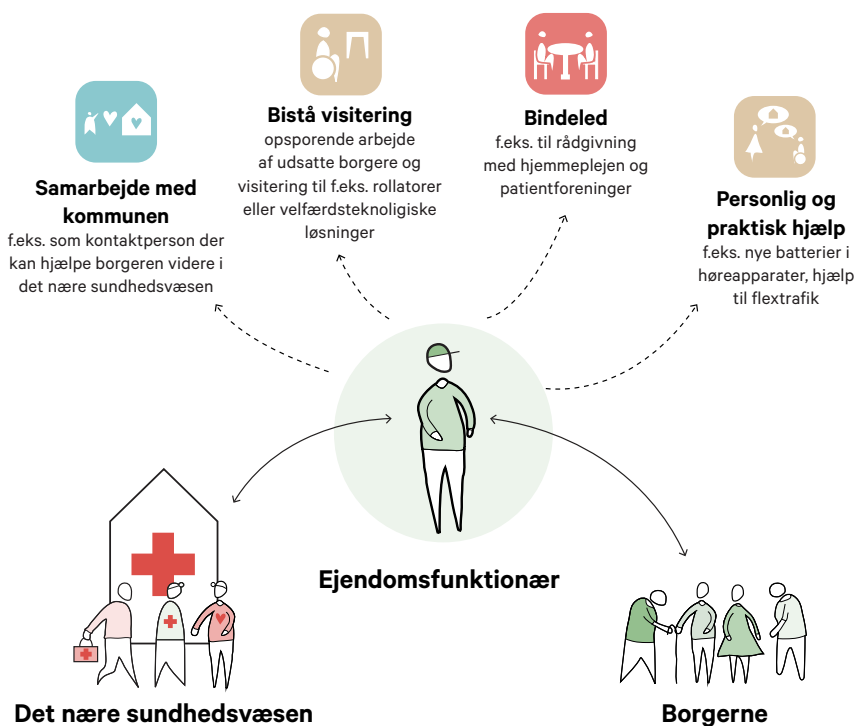 Samarbejde med
kommunen
f.eks. som kontaktperson der
kan hjælpe borgeren videre i
det nære sundhedsvæsen
Bistå visitering
opsporende arbejde
af udsatte borgere og
visitering til f.eks. rollatorer
eller velfærdsteknoligiske
løsninger
Bindeled
f.eks. til rådgivning
med hjemmeplejen og
patientforeninger
Personlig og
praktisk hjælp
f.eks. nye batterier i
høreapparater, hjælp
til flextrafik
Ejendomsfunktionær
Det nære sundhedsvæsen
Borgerne